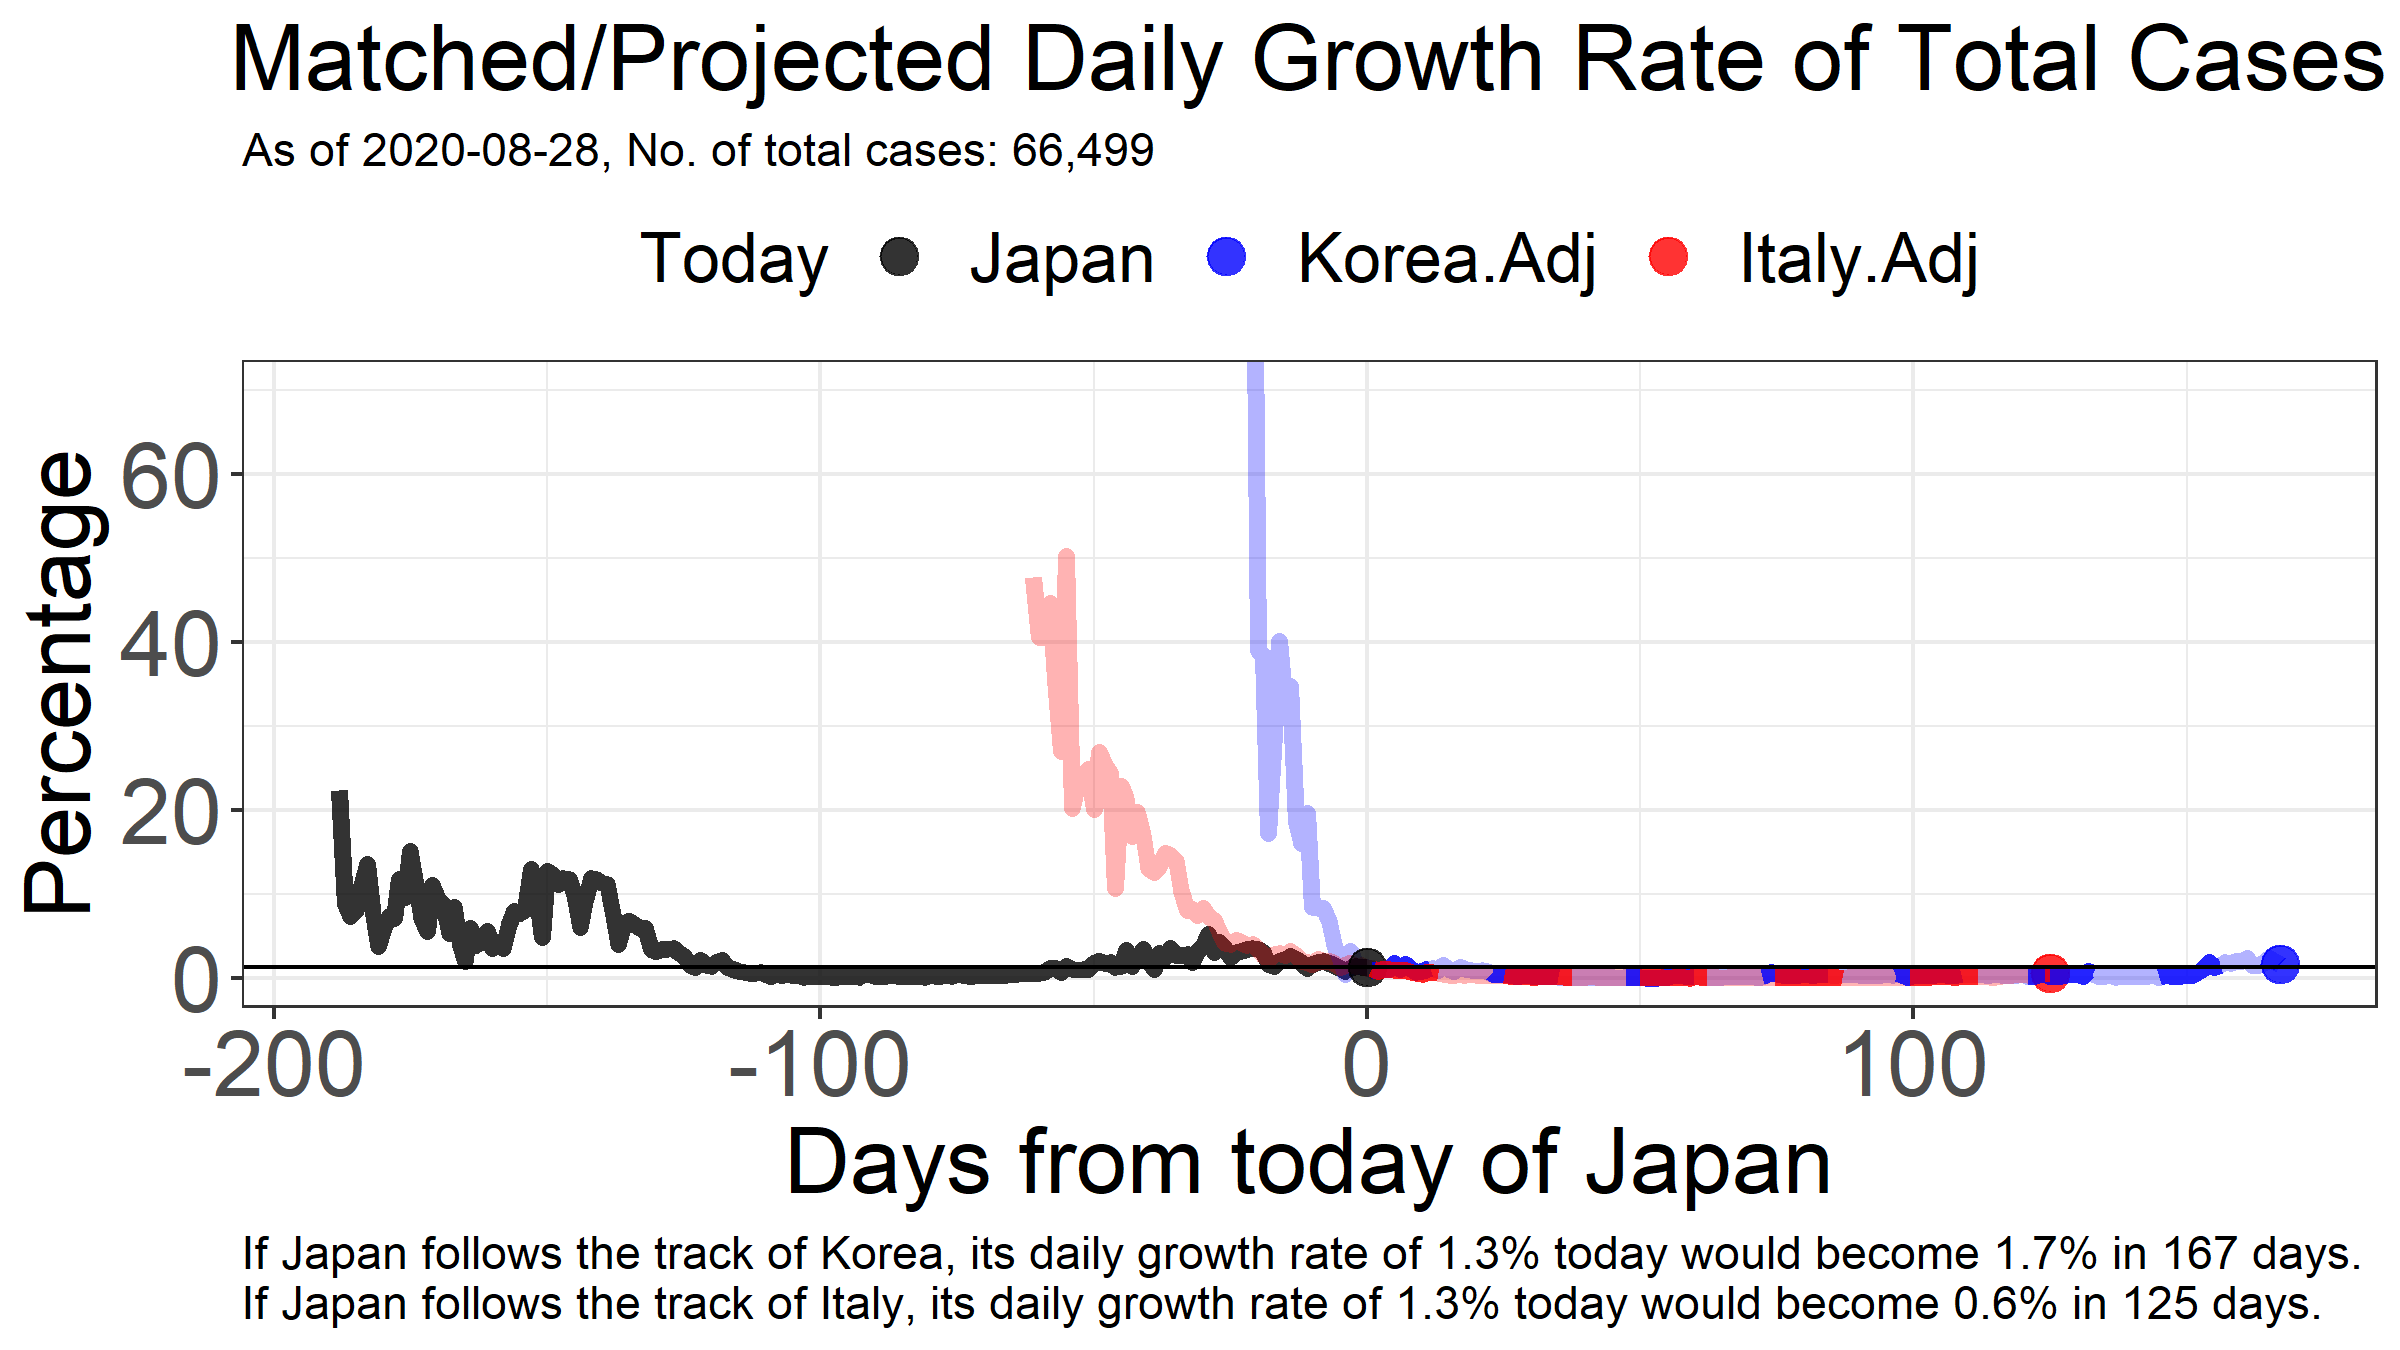 Matched/Projected Daily Growth Rate of Total Cases
As of 2020-08-28, No. of total cases: 66,499
Today Japan Korea.Adj Italy.Adj
Percentage
60
40
20
0
-200 -100 0 100
Days from today of Japan
If Japan follows the track of Korea, its daily growth rate of 1.3% today would become 1.7% in 167 days.
If Japan follows the track of Italy, its daily growth rate of 1.3% today would become 0.6% in 125 days.